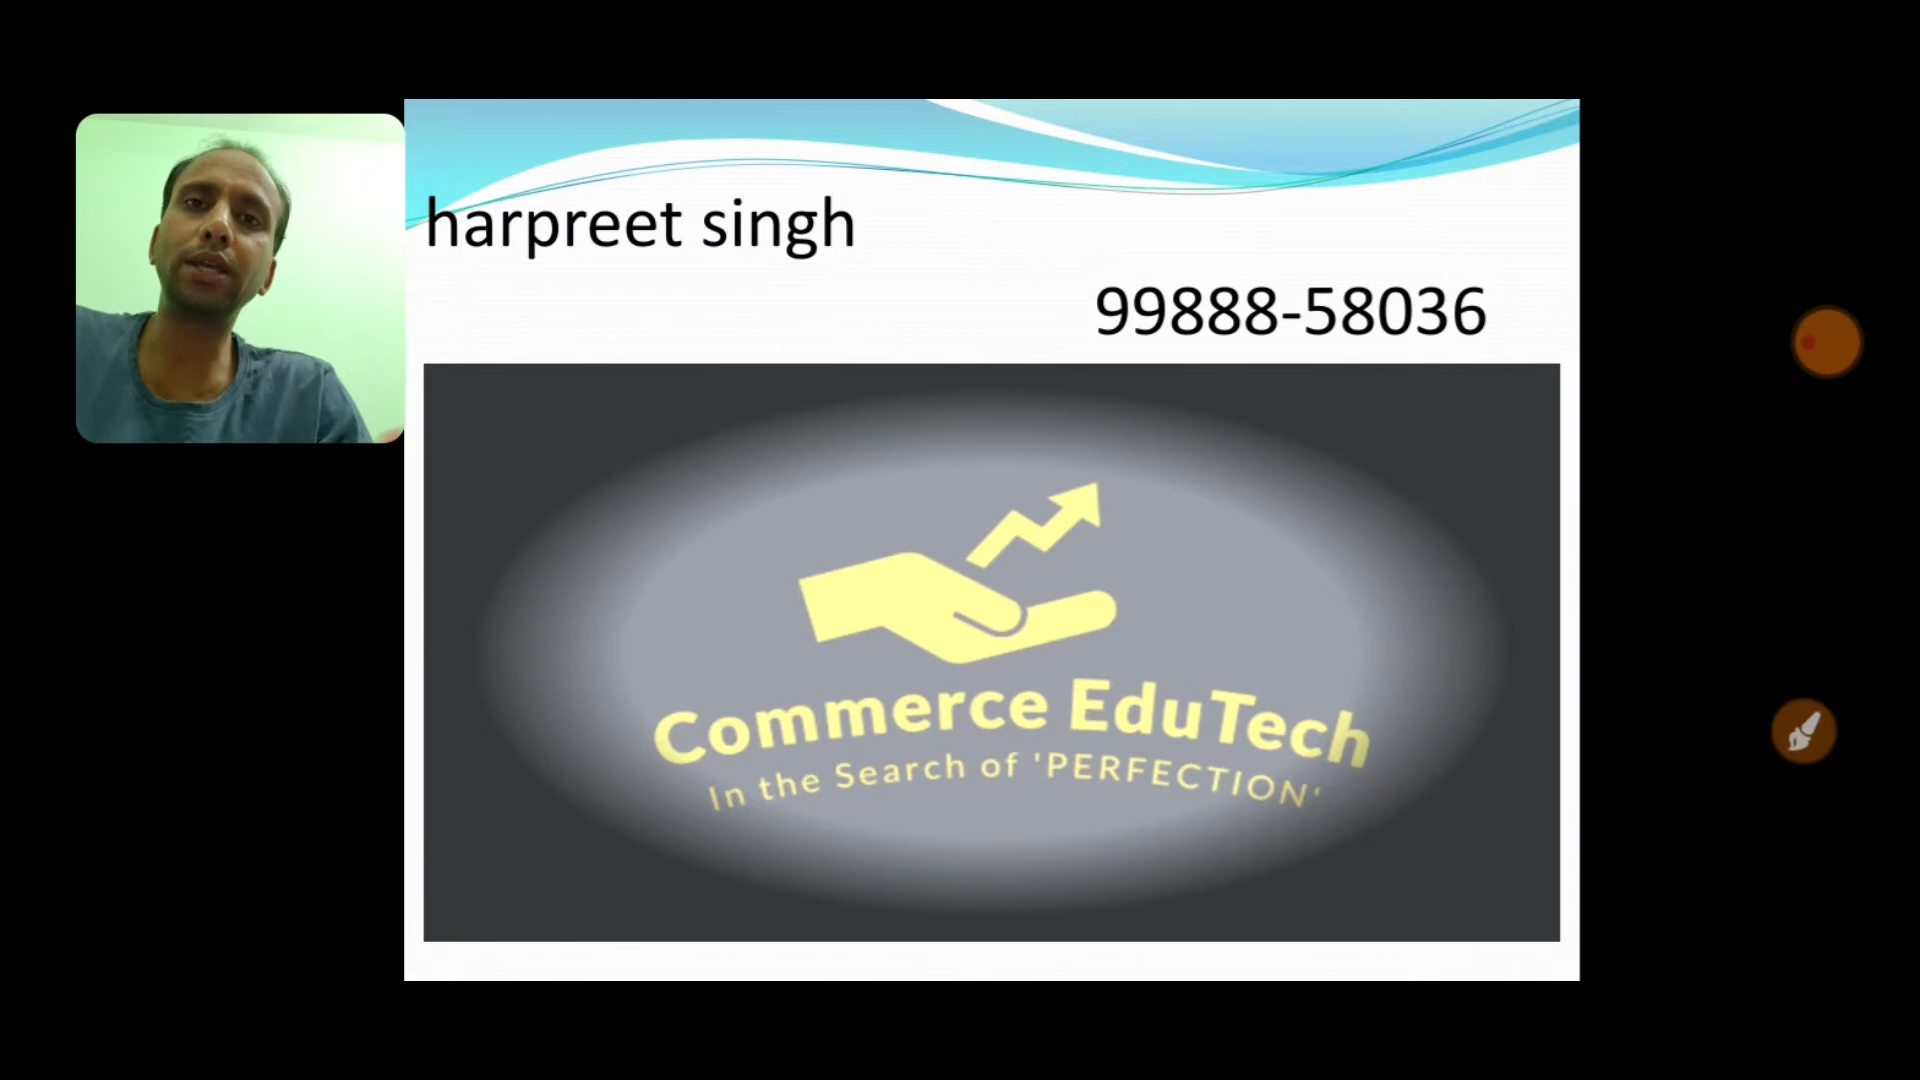 harpreet singh
99888-58036
Commerce EduTech
In the Search of 'PERFECTION'